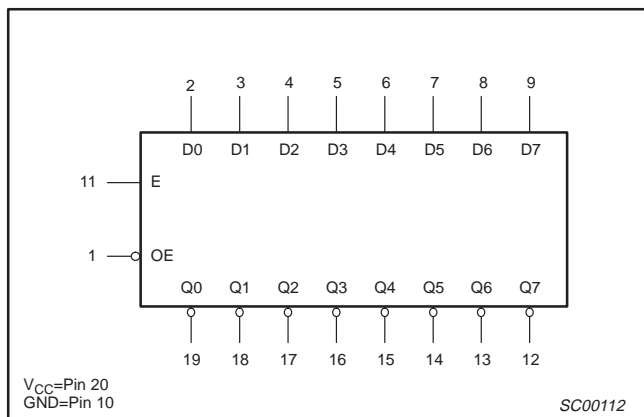 2 3 4 5 6 7 8 9
D0 D1 D2 D3 D4 D5 D6 D7
11 E
1 OE
Q0 Q1 Q2 Q3 Q4 Q5 Q6 Q7
19 18 17 16 15 14 13 12
VCC=Pin 20
GND=Pin 10
SC00112